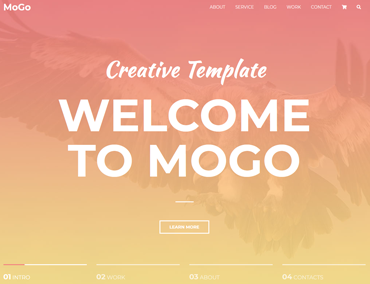 MoGo
ABOUT SERVICE BLOG WORK CONTACT
Creative Template
WELCOME
TO MOGO
LEARN MORE
01 INTRO 02 WORK 03 ABOUT 04 CONTACTS